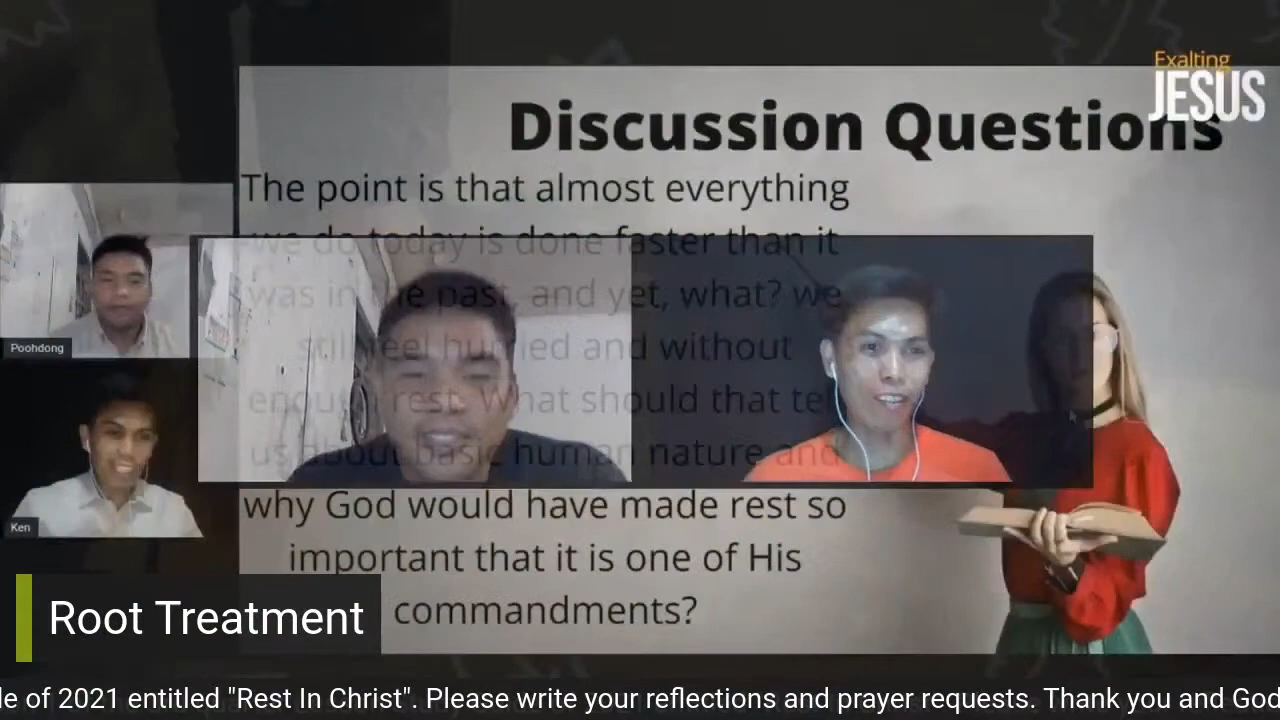 Exalting
JESUS
Discussion Questions
The point is that almost everything
we do today is done faster than it
was in the past, and yet, what? we
still feel hurried and without
enough rest. What should that tell
us about basic human nature and
why God would have made rest so
important that it is one of His
commandments?
Poohdong
Ken
Root Treatment
le of 2021 entitled "Rest In Christ". Please write your reflections and prayer requests. Thank you and God